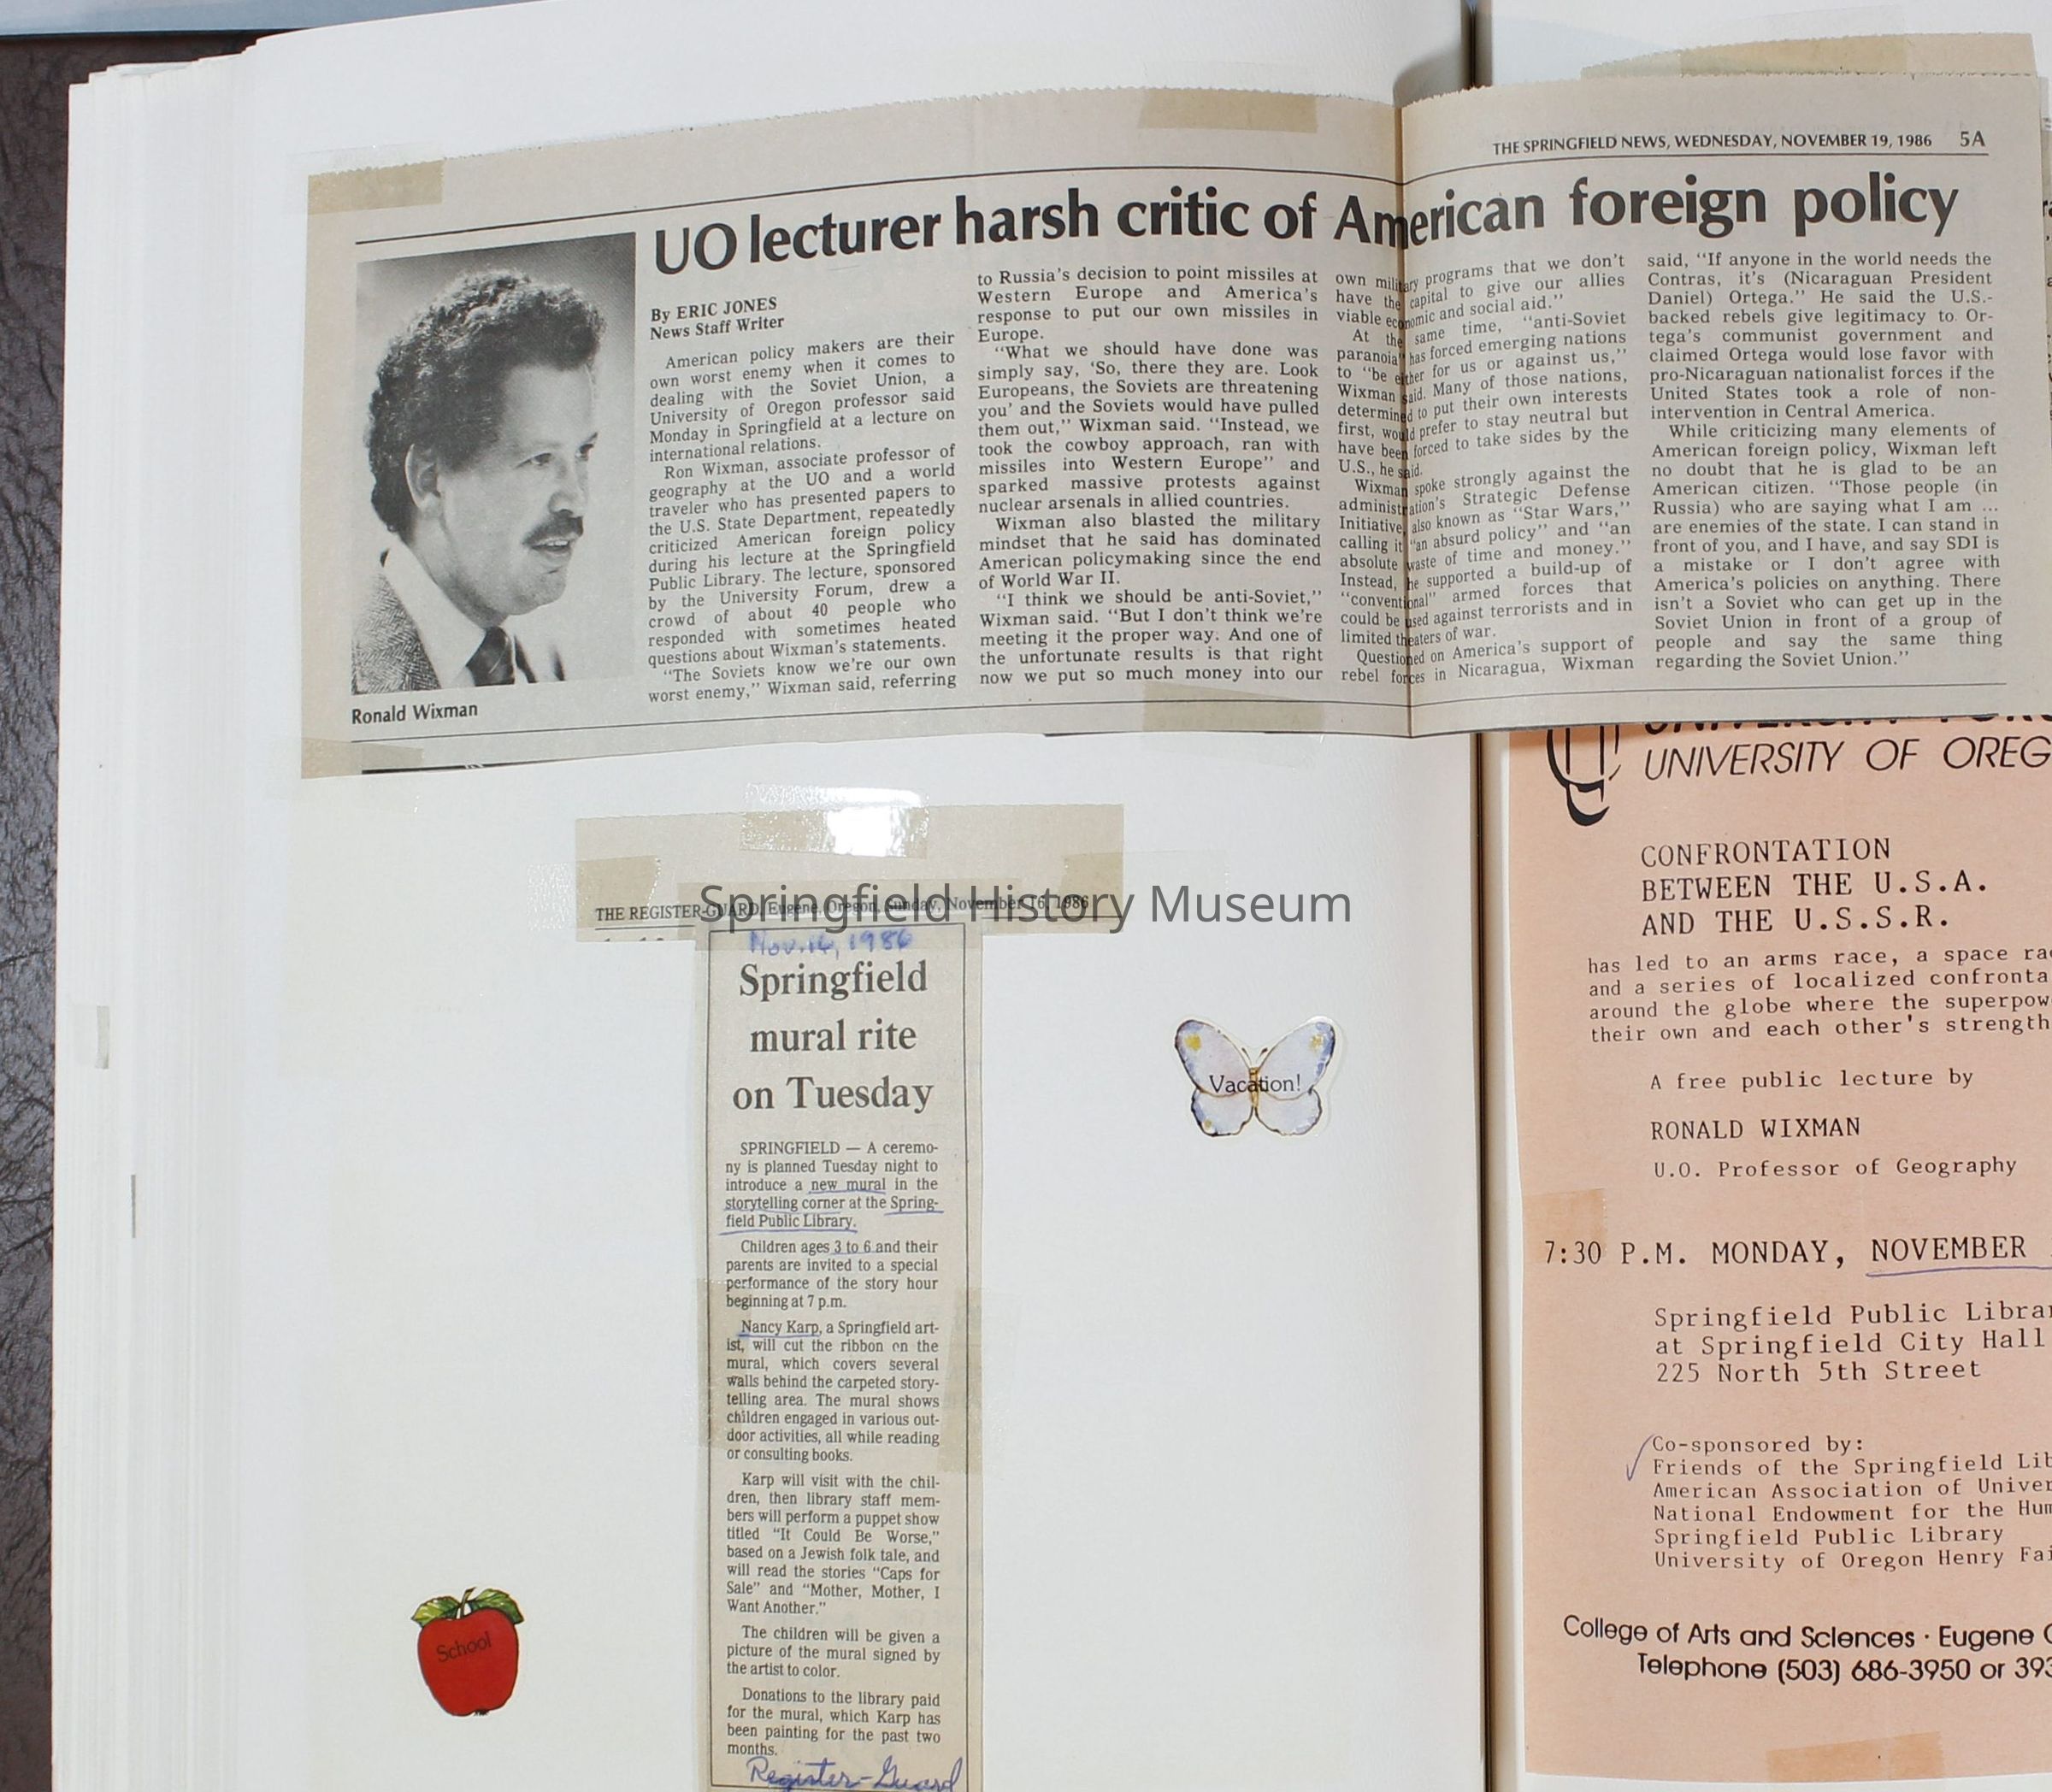 THE SPRINGFIELD NEWS, WEDNESDAY, NOVEMBER 19, 1986 5A
UO lecturer harsh critic of American foreign policy
Ronald Wixman
By ERIC JONES
News Staff Writer
American policy makers are their
own worst enemy when it comes to
dealing with the Soviet Union, a
University of Oregon professor said
Monday in Springfield at a lecture on
international relations.
Ron Wixman, associate professor of
geography at the UO and a world
traveler who has presented papers to
the U.S. State Department, repeatedly
criticized American foreign policy
during his lecture at the Springfield
Public Library. The lecture, sponsored
by the University Forum, drew a
crowd of about 40 people who
responded with sometimes heated
questions about Wixman's statements.
"The Soviets know we're our own
worst enemy," Wixman said, referring
to Russia's decision to point missiles at
Western Europe and America's
response to put our own missiles in
Europe.
"What we should have done was
simply say, 'So, there they are. Look
Europeans, the Soviets are threatening
you' and the Soviets would have pulled
them out," Wixman said. "Instead, we
took the cowboy approach, ran with
missiles into Western Europe" and
sparked massive protests against
nuclear arsenals in allied countries.
Wixman also blasted the military
mindset that he said has dominated
American policymaking since the end
of World War II.
"I think we should be anti-Soviet,"
Wixman said. "But I don't think we're
meeting it the proper way. And one of
the unfortunate results is that right
now we put so much money into our
own military programs that we don't
have the capital to give our allies
viable economic and social aid."
At the same time, "anti-Soviet
paranoia" has forced emerging nations
to "be either for us or against us,"
Wixman said. Many of those nations,
determined to put their own interests
first, would prefer to stay neutral but
have been forced to take sides by the
U.S., he said.
Wixman spoke strongly against the
administration's Strategic Defense
Initiative, also known as "Star Wars,"
calling it "an absurd policy" and "an
absolute waste of time and money."
Instead, he supported a build-up of
"conventional" armed forces that
could be used against terrorists and in
limited theaters of war.
Questioned on America's support of
rebel forces in Nicaragua, Wixman
said, "If anyone in the world needs the
Contras, it's (Nicaraguan President
Daniel) Ortega." He said the U.S.-
backed rebels give legitimacy to Or-
tega's communist government and
claimed Ortega would lose favor with
pro-Nicaraguan nationalist forces if the
United States took a role of non-
intervention in Central America.
While criticizing many elements of
American foreign policy, Wixman left
no doubt that he is glad to be an
American citizen. "Those people (in
Russia) who are saying what I am ...
are enemies of the state. I can stand in
front of you, and I have, and say SDI is
a mistake or I don't agree with
America's policies on anything. There
isn't a Soviet who can get up in the
Soviet Union in front of a group of
people and say the same thing
regarding the Soviet Union."
THE REGISTER-GUARD, Eugene, Oregon, Sunday, November 16, 1986
Springfield History Museum
Nov. 16, 1986
Springfield
mural rite
on Tuesday
SPRINGFIELD — A ceremo-
ny is planned Tuesday night to
introduce a new mural in the
storytelling corner at the Spring-
field Public Library.
Children ages 3 to 6 and their
parents are invited to a special
performance of the story hour
beginning at 7 p.m.
Nancy Karp, a Springfield art-
ist, will cut the ribbon on the
mural, which covers several
walls behind the carpeted story-
telling area. The mural shows
children engaged in various out-
door activities, all while reading
or consulting books.
Karp will visit with the chil-
dren, then library staff mem-
bers will perform a puppet show
titled "It Could Be Worse,"
based on a Jewish folk tale, and
will read the stories "Caps for
Sale" and "Mother, Mother, I
Want Another."
The children will be given a
picture of the mural signed by
the artist to color.
Donations to the library paid
for the mural, which Karp has
been painting for the past two
months.
Register-Guard
Vacation!
School
UNIVERSITY OF OREG
CONFRONTATION
BETWEEN THE U.S.A.
AND THE U.S.S.R.
has led to an arms race, a space
and a series of localized confronta
around the globe where the superpow
their own and each other's strength
A free public lecture by
RONALD WIXMAN
U.O. Professor of Geography
7:30 P.M. MONDAY, NOVEMBER
Springfield Public Libra
at Springfield City Hall
225 North 5th Street
Co-sponsored by:
Friends of the Springfield Lib
American Association of Univer
National Endowment for the Hum
Springfield Public Library
University of Oregon Henry Fai
College of Arts and Sciences · Eugene
Telephone (503) 686-3950 or 393